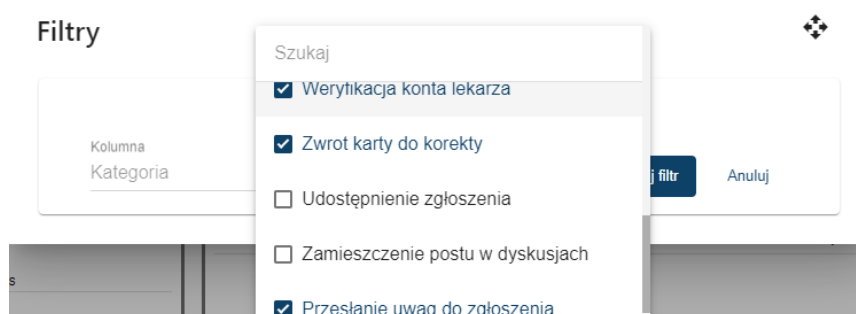 Filtry
Szukaj
Weryfikacja konta lekarza
Kolumna
Kategoria
Zwrot karty do korekty
j filtr
Anuluj
Udostępnienie zgłoszenia
Zamieszczenie postu w dyskusjach
s
Przesłanie uwag do zgłoszenia